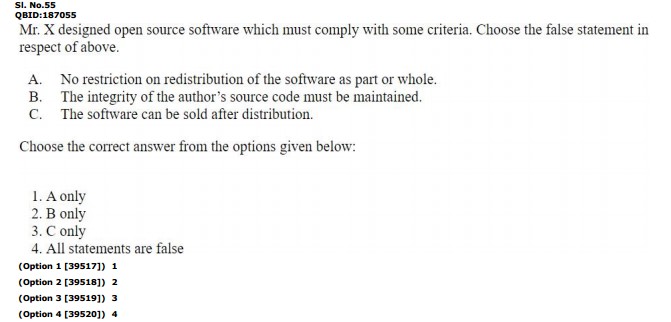 Sl. No.55
QBID:187055
Mr. X designed open source software which must comply with some criteria. Choose the false statement in
respect of above.
A. No restriction on redistribution of the software as part or whole.
B. The integrity of the author's source code must be maintained.
C. The software can be sold after distribution.
Choose the correct answer from the options given below:
1. A only
2. B only
3. C only
4. All statements are false
(Option 1 [39517]) 1
(Option 2 [39518]) 2
(Option 3 [39519]) 3
(Option 4 [39520]) 4